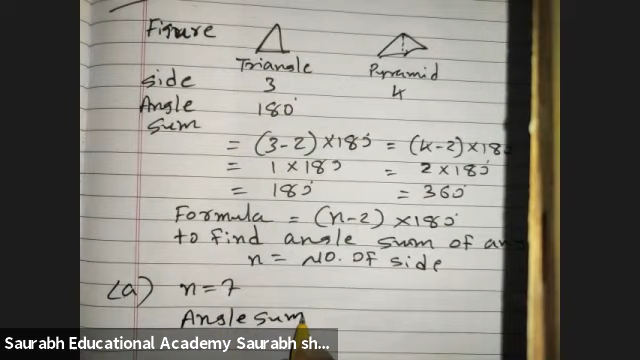 Figure
Triangle Pyramid
side 3 4
Angle 180°
Sum
= (3-2) × 180° = (4-2) × 180
= 1 × 180 = 2 × 180°
= 180° = 360°
Formula = (n-2) × 180°
to find angle sum of an
n = No. of side
(a) n = 7
Angle sum
Saurabh Educational Academy Saurabh sh...